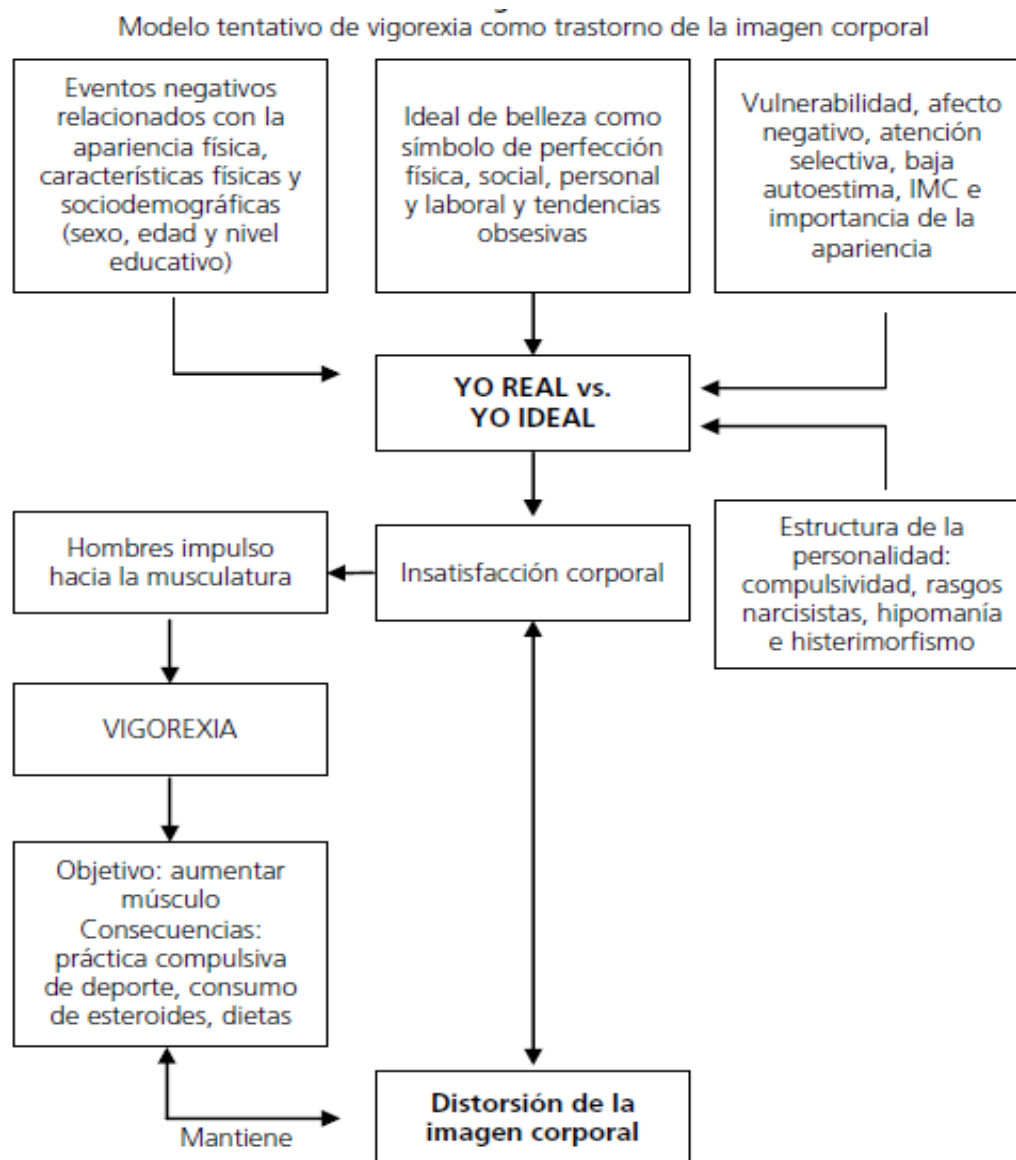 Modelo tentativo de vigorexia como trastorno de la imagen corporal
Eventos negativos
relacionados con la
apariencia física,
características físicas y
sociodemográficas
(sexo, edad y nivel
educativo)
Ideal de belleza como
símbolo de perfección
física, social, personal
y laboral y tendencias
obsesivas
Vulnerabilidad, afecto
negativo, atención
selectiva, baja
autoestima, IMC e
importancia de la
apariencia
YO REAL vs.
YO IDEAL
Hombres impulso
hacia la musculatura
Insatisfacción corporal
Estructura de la
personalidad:
compulsividad, rasgos
narcisistas, hipomanía
e histerimorfismo
VIGOREXIA
Objetivo: aumentar
músculo
Consecuencias:
práctica compulsiva
de deporte, consumo
de esteroides, dietas
Mantiene
Distorsión de la
imagen corporal